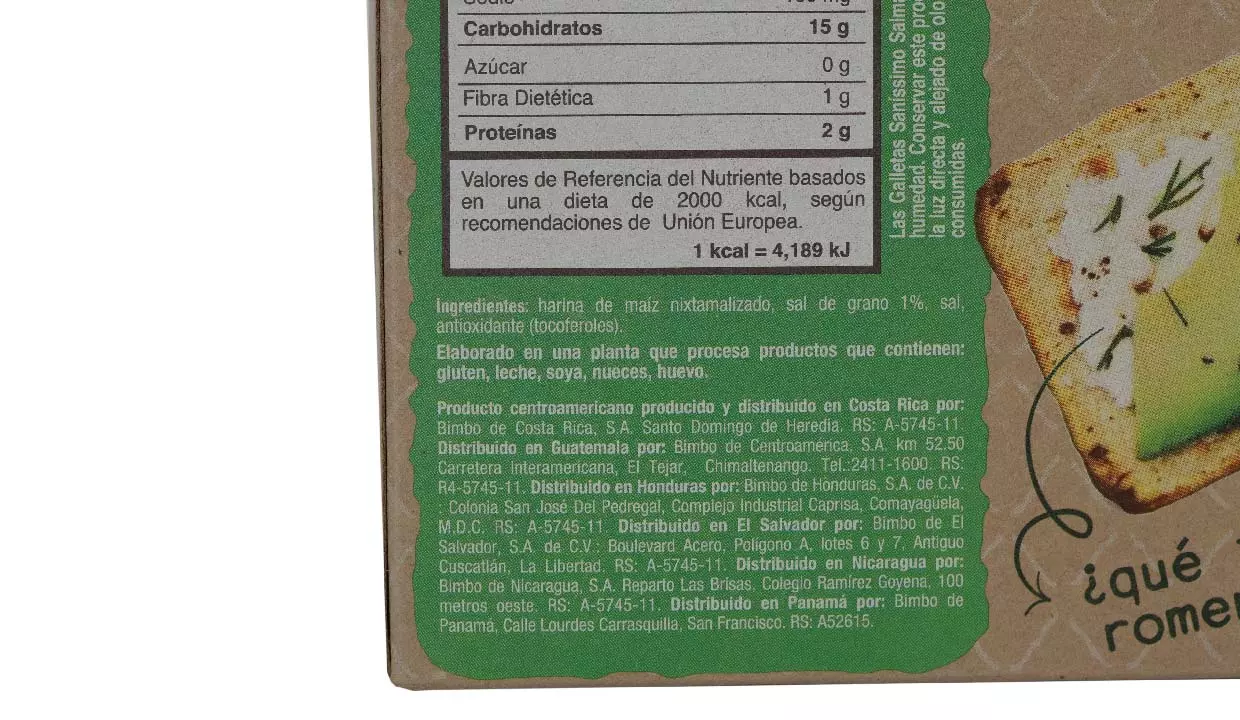 Carbohidratos 15 g
Azúcar 0 g
Fibra Dietética 1 g
Proteínas 2 g
Valores de Referencia del Nutriente basados
en una dieta de 2000 kcal, según
recomendaciones de Unión Europea.
1 kcal = 4,189 kJ
Ingredientes: harina de maíz nixtamalizado, sal de grano 1%, sal,
antioxidante (tocoferoles).
Elaborado en una planta que procesa productos que contienen:
gluten, leche, soya, nueces, huevo.
Producto centroamericano producido y distribuido en Costa Rica por:
Bimbo de Costa Rica, S.A. Santo Domingo de Heredia. RS: A-5745-11
Distribuido en Guatemala por: Bimbo de Centroamérica, S.A. km 52.50
Carretera Interamericana, El Tejar, Chimaltenango. Tel.:2411-1600. RS:
R4-5745-11. Distribuido en Honduras por: Bimbo de Honduras, S.A. de C.V.
: Colonia San José Del Pedregal, Complejo Industrial Caprisa, Comayagüela,
M.D.C. RS: A-5745-11. Distribuido en El Salvador por: Bimbo de El
Salvador, S.A. de C.V.: Boulevard Acero, Polígono A, lotes 6 y 7, Antiguo
Cuscatlán, La Libertad. RS: A-5745-11. Distribuido en Nicaragua por:
Bimbo de Nicaragua, S.A. Reparto Las Brisas, Colegio Ramírez Goyena, 100
metros oeste. RS: A-5745-11. Distribuido en Panamá por: Bimbo de
Panamá, Calle Lourdes Carrasquilla, San Francisco. RS: A52615.
Las Galletas Saníssimo Salma
humedad. Conservar este pro
la luz directa y alejado de olo
consumidas.
¿qué
romer